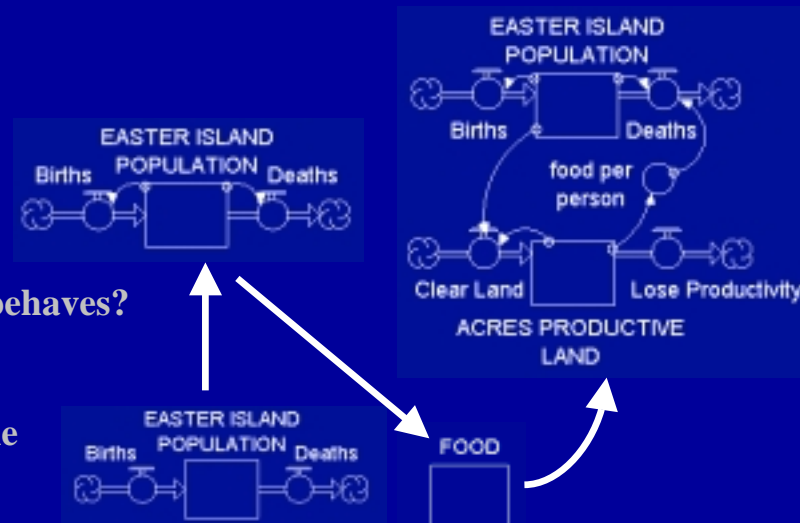 EASTER ISLAND
POPULATION
Births
Deaths
food per
person
Clear Land
Lose Productivity
ACRES PRODUCTIVE
LAND
EASTER ISLAND
POPULATION
Births
Deaths
behaves?
EASTER ISLAND
POPULATION
Births
Deaths
FOOD